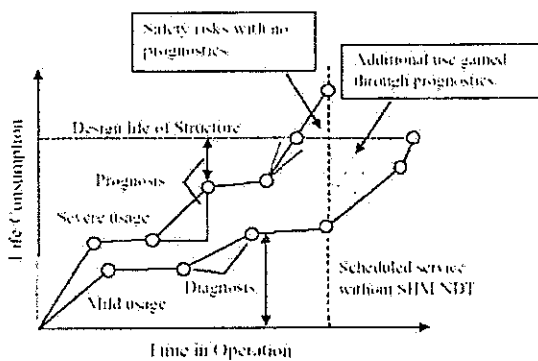 Safety risks with no
prognostics.
Additional use gained
through prognostics.
Design life of Structure
Prognosis
Severe usage
Life Consumption
Mild usage
Diagnosis.
Scheduled service
without SHM NDT
Time in Operation